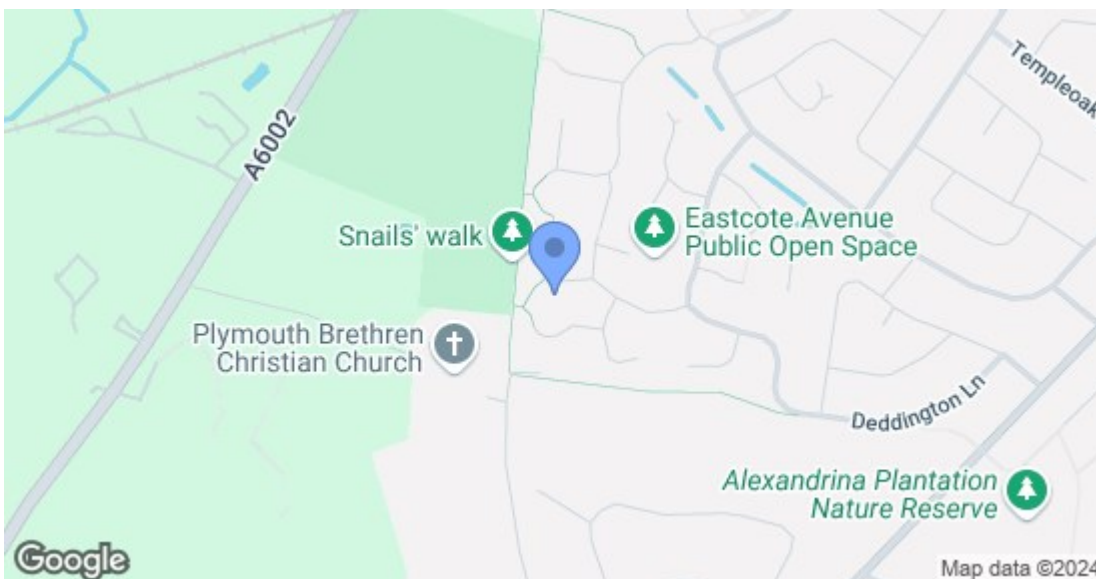 Templeoak
A6002
Snails' walk
Eastcote Avenue
Public Open Space
Plymouth Brethren
Christian Church
Deddington Ln
Alexandrina Plantation
Nature Reserve
Google
Map data ©2024